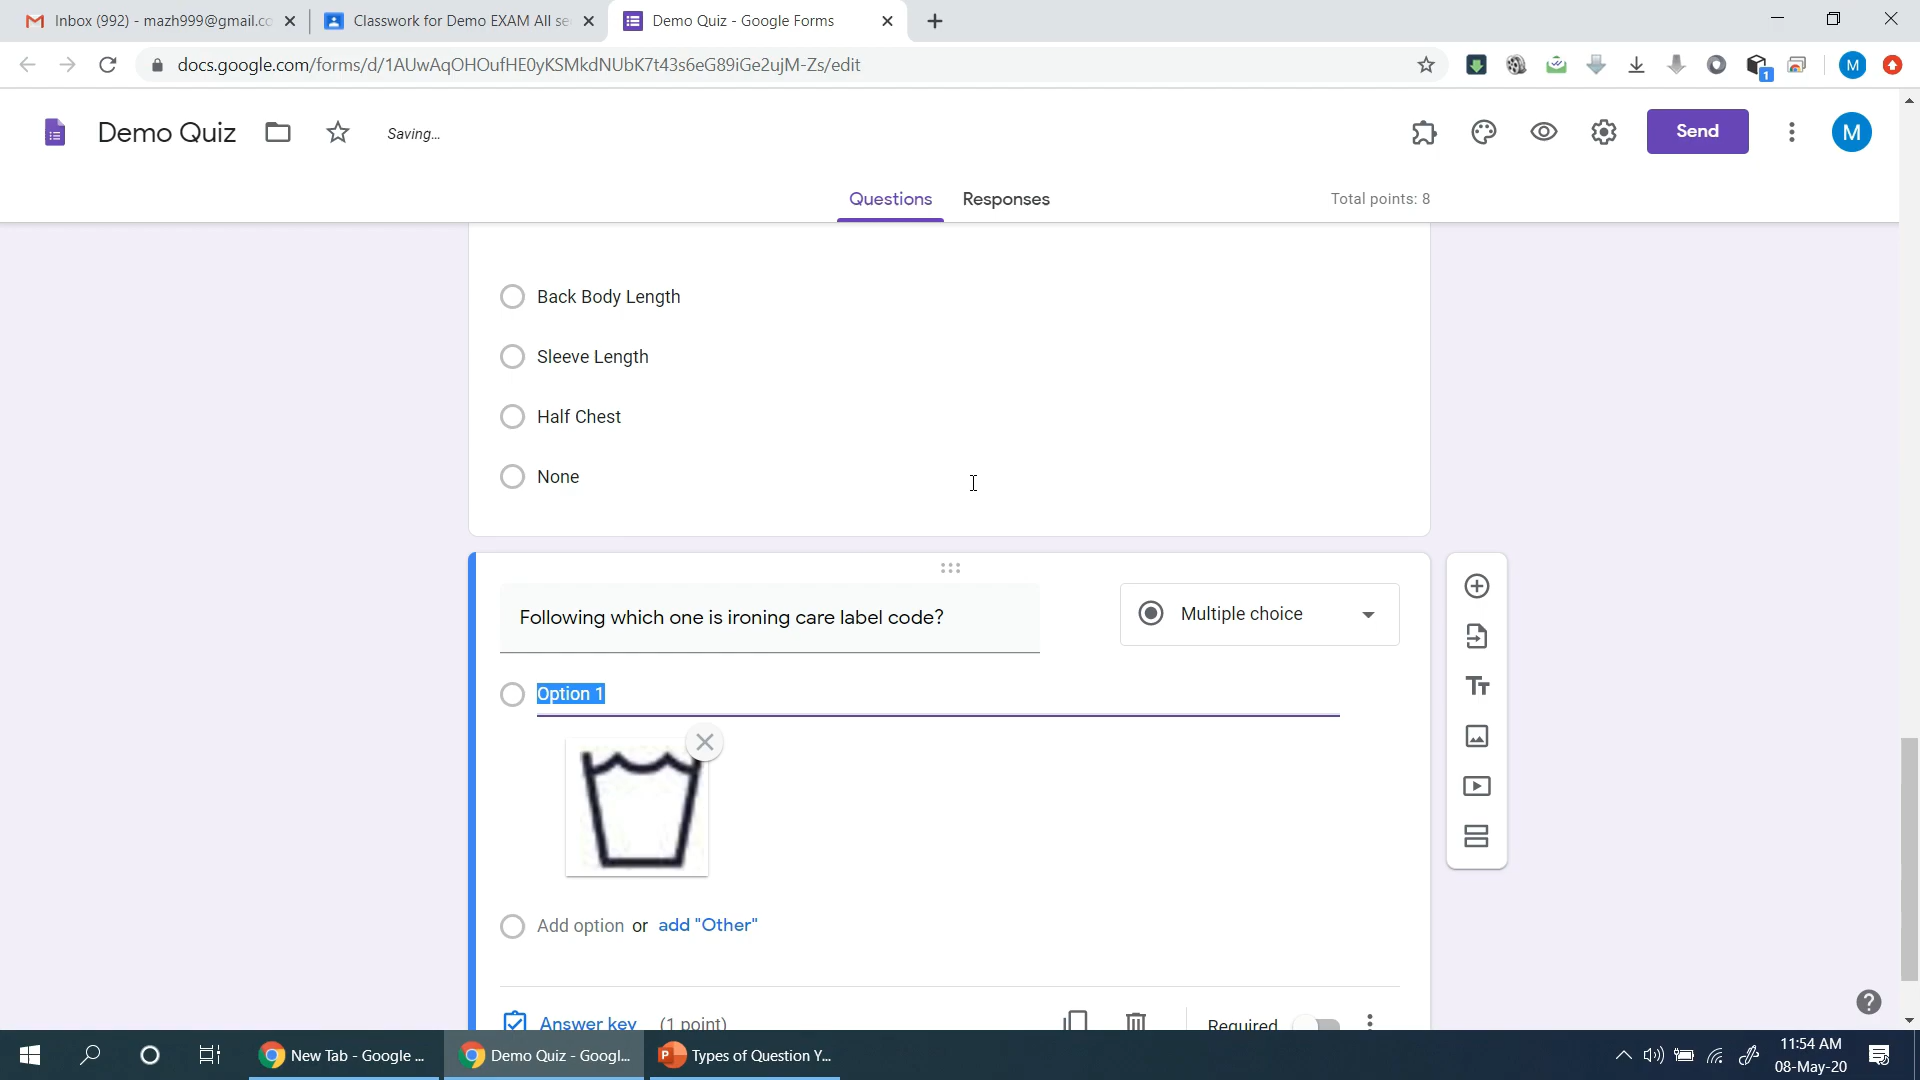 Inbox (992) - mazh999@gmail.co
Classwork for Demo EXAM All se
Demo Quiz - Google Forms
docs.google.com/forms/d/1AUwAqOHOufHE0yKSMkdNUbK7t43s6eG89iGe2ujM-Zs/edit
1
M
Demo Quiz
Saving...
Send
M
Questions
Responses
Total points: 8
Back Body Length
Sleeve Length
Half Chest
None
Following which one is ironing care label code?
Multiple choice
Option 1
Add option or add "Other"
Answer key (1 point)
Required
New Tab - Google ...
Demo Quiz - Googl...
Types of Question Y...
11:54 AM
08-May-20